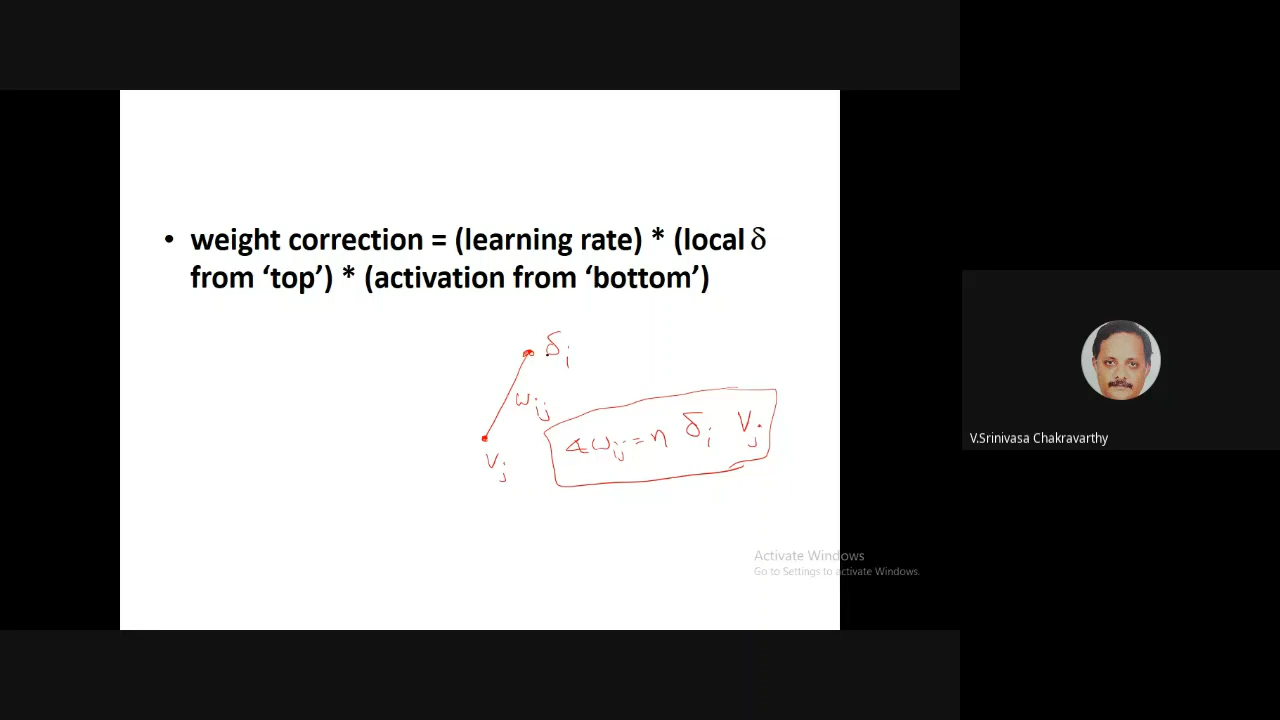 • weight correction = (learning rate) * (local δ
from ‘top’) * (activation from ‘bottom’)
δi
wij
Δwij = η δi Vj
Vj
V.Srinivasa Chakravarthy
Activate Windows
Go to Settings to activate Windows.